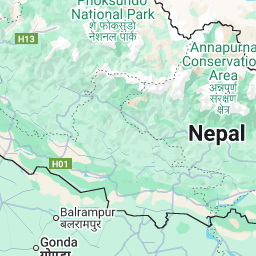 Phoksundo
National Park
शे फोक्सुन्डो
नेशनल पार्क
H13
Annapurna
Conservation
Area
अन्नपुर्ण
संरक्षण
क्षेत्र
Nepal
H01
Balrampur
बलरामपुर
Gonda
गोण्डा